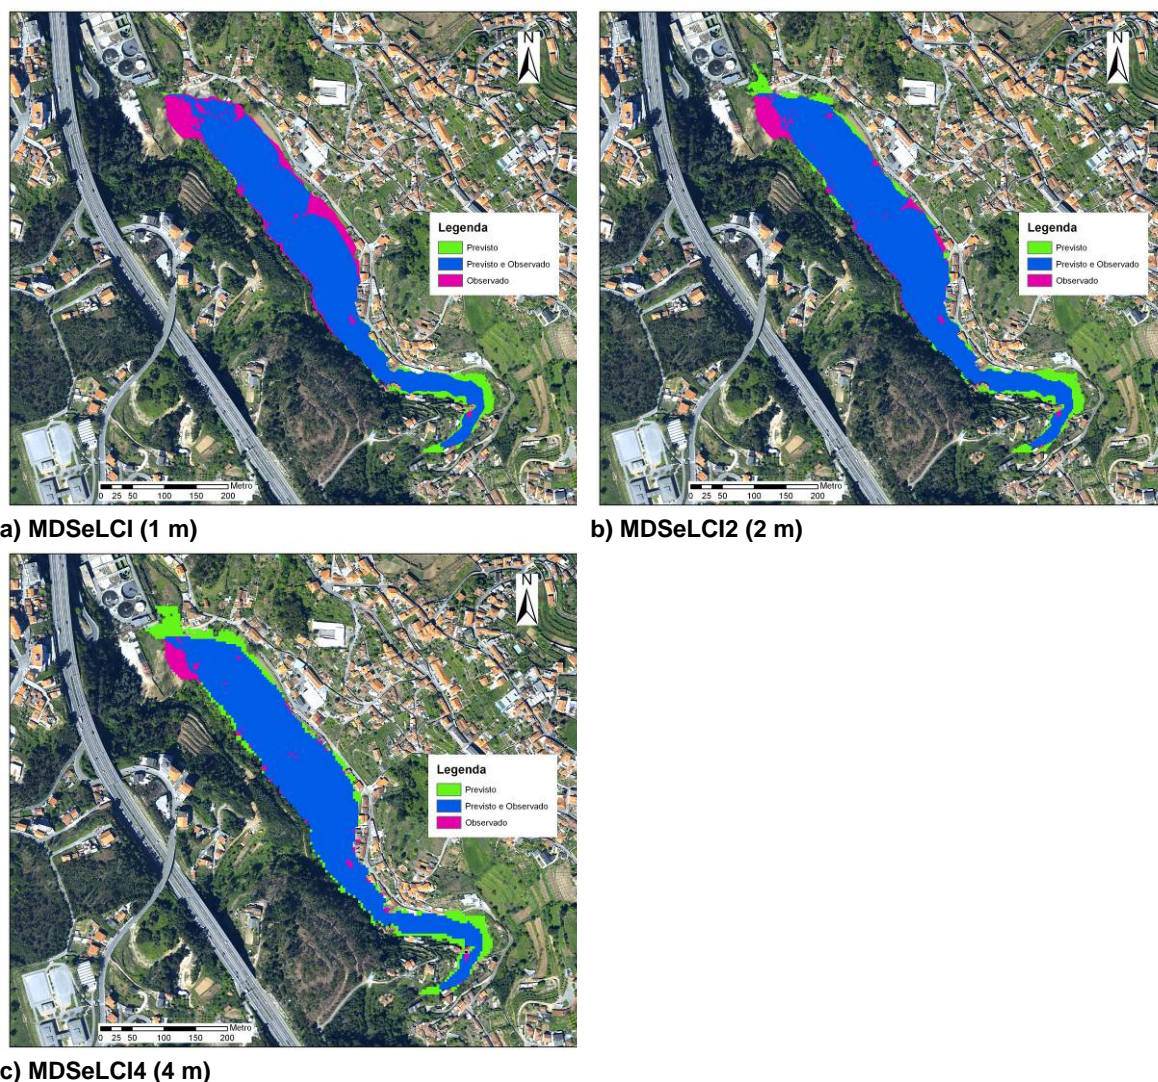 N
Legenda
Previsto
Previsto e Observado
Observado
Metro
0 25 50 100 150 200
a) MDSeLCI (1 m)
N
Legenda
Previsto
Previsto e Observado
Observado
Metro
0 25 50 100 150 200
b) MDSeLCI2 (2 m)
N
Legenda
Previsto
Previsto e Observado
Observado
Metro
0 25 50 100 150 200
c) MDSeLCI4 (4 m)